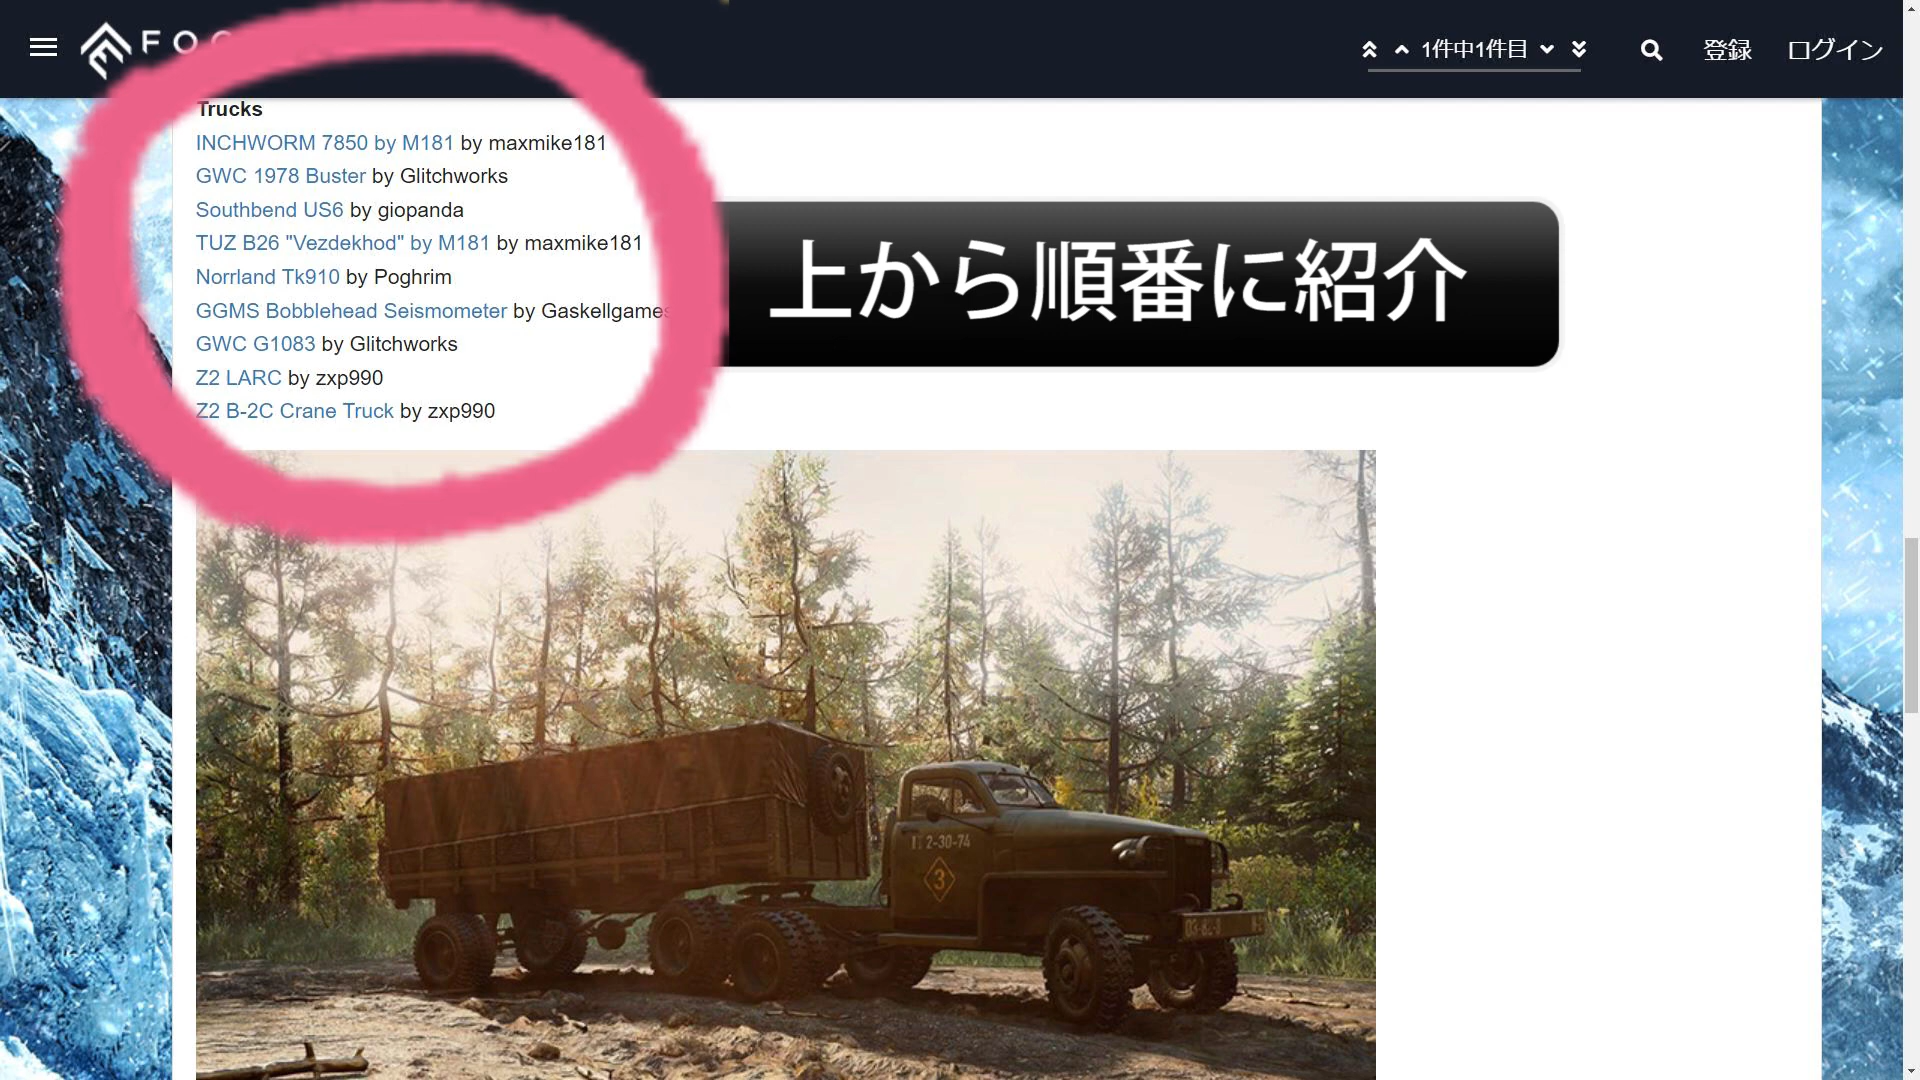 FOC
1件中1件目
登録
ログイン
Trucks
INCHWORM 7850 by M181 by maxmike181
GWC 1978 Buster by Glitchworks
Southbend US6 by giopanda
TUZ B26 "Vezdekhod" by M181 by maxmike181
Norrland Tk910 by Poghrim
GGMS Bobblehead Seismometer by Gaskellgames
GWC G1083 by Glitchworks
Z2 LARC by zxp990
Z2 B-2C Crane Truck by zxp990
上から順番に紹介
2-30-74
3